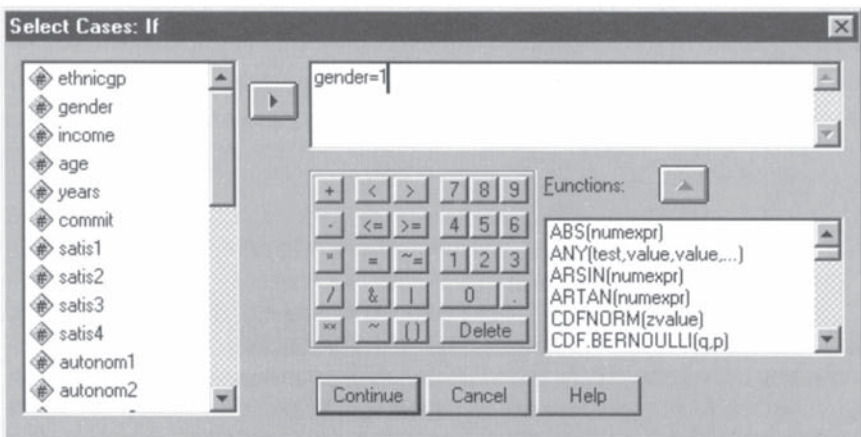 Select Cases: If
ethnicgp
gender
income
age
years
commit
satis1
satis2
satis3
satis4
autonom1
autonom2
gender=1
+ < > 7 8 9
- <= >= 4 5 6
* = ~= 1 2 3
/ & | 0 .
** ~ () Delete
Functions:
ABS(numexpr)
ANY(test,value,value,...)
ARSIN(numexpr)
ARTAN(numexpr)
CDFNORM(zvalue)
CDF.BERNOULLI(q,p)
Continue Cancel Help